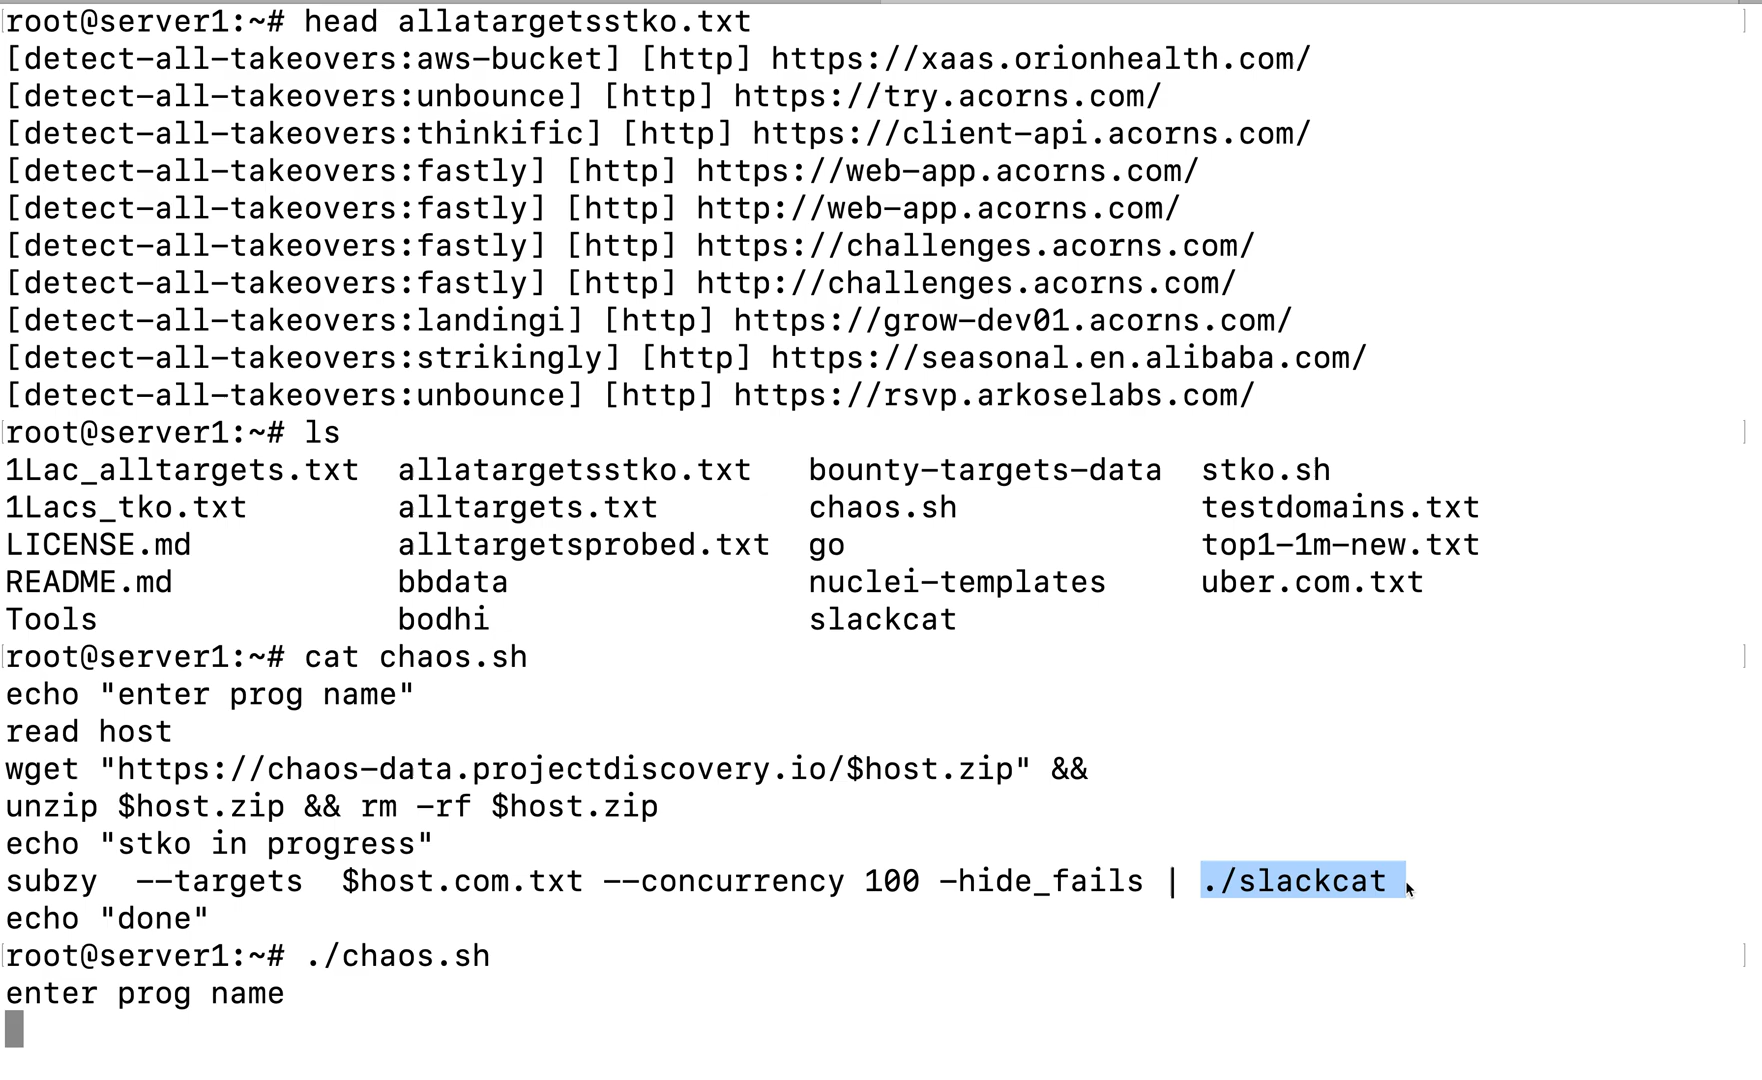 root@server1:~# head allatargetsstko.txt
[detect-all-takeovers:aws-bucket] [http] https://xaas.orionhealth.com/
[detect-all-takeovers:unbounce] [http] https://try.acorns.com/
[detect-all-takeovers:thinkific] [http] https://client-api.acorns.com/
[detect-all-takeovers:fastly] [http] https://web-app.acorns.com/
[detect-all-takeovers:fastly] [http] http://web-app.acorns.com/
[detect-all-takeovers:fastly] [http] https://challenges.acorns.com/
[detect-all-takeovers:fastly] [http] http://challenges.acorns.com/
[detect-all-takeovers:landingi] [http] https://grow-dev01.acorns.com/
[detect-all-takeovers:strikingly] [http] https://seasonal.en.alibaba.com/
[detect-all-takeovers:unbounce] [http] https://rsvp.arkoselabs.com/
root@server1:~# ls
1Lac_alltargets.txt  allatargetsstko.txt   bounty-targets-data  stko.sh
1Lacs_tko.txt        alltargets.txt        chaos.sh             testdomains.txt
LICENSE.md           alltargetsprobed.txt  go                   top1-1m-new.txt
README.md            bbdata                nuclei-templates     uber.com.txt
Tools                bodhi                 slackcat
root@server1:~# cat chaos.sh
echo "enter prog name"
read host
wget "https://chaos-data.projectdiscovery.io/$host.zip" &&
unzip $host.zip && rm -rf $host.zip
echo "stko in progress"
subzy  --targets  $host.com.txt --concurrency 100 -hide_fails | ./slackcat
echo "done"
root@server1:~# ./chaos.sh
enter prog name